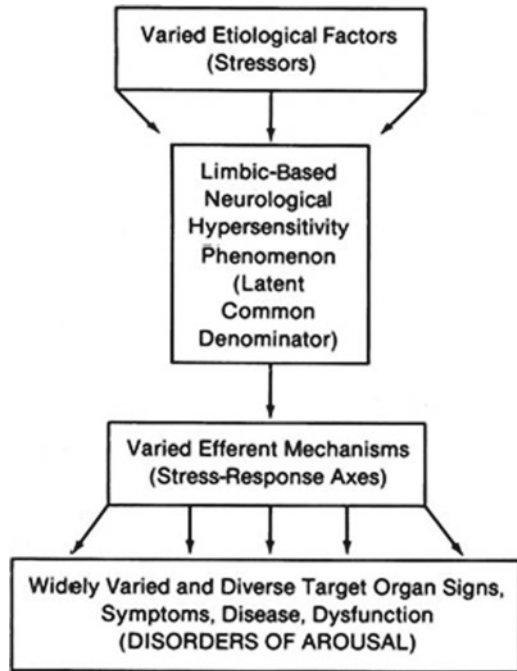 Varied Etiological Factors
(Stressors)
Limbic-Based
Neurological
Hypersensitivity
Phenomenon
(Latent
Common
Denominator)
Varied Efferent Mechanisms
(Stress-Response Axes)
Widely Varied and Diverse Target Organ Signs,
Symptoms, Disease, Dysfunction
(DISORDERS OF AROUSAL)